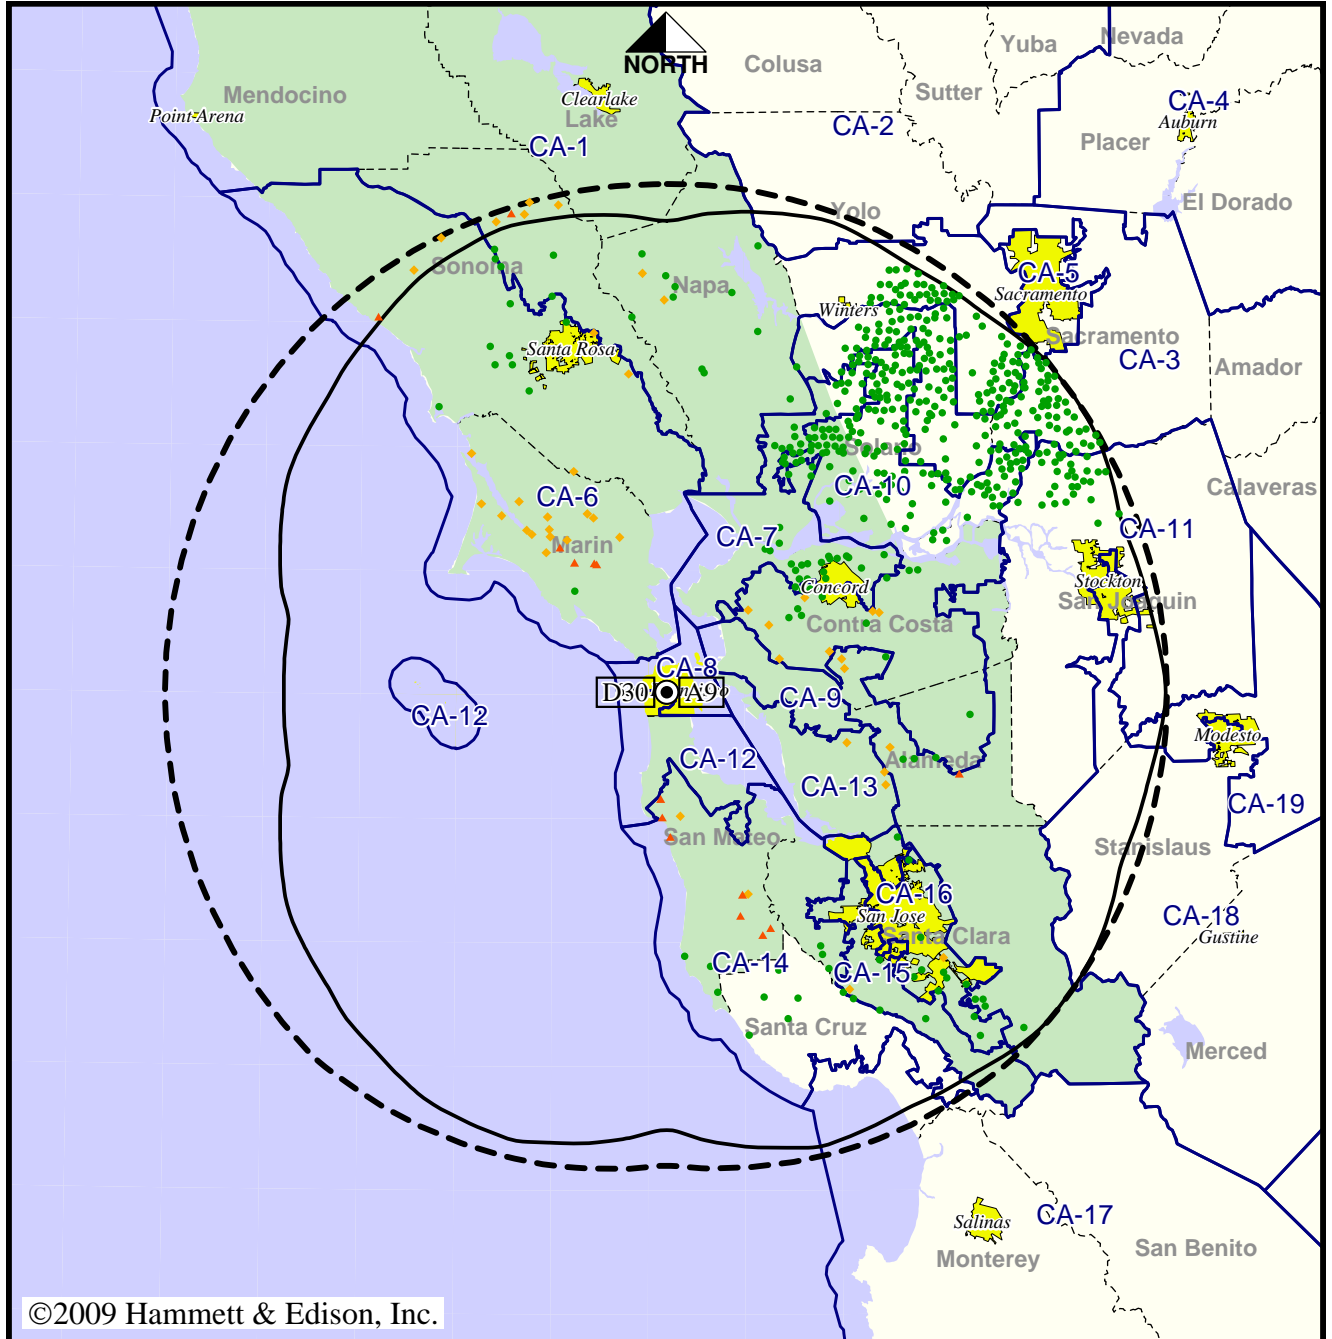 Yuba
Nevada
Colusa
NORTH
Sutter
Mendocino
Clearlake
Lake
Point Arena
CA-4
Auburn
CA-2
Placer
CA-1
El Dorado
Yolo
Sonoma
CA-5
Napa
Sacramento
Winters
Sacramento
Santa Rosa
CA-3
Amador
Solano
CA-10
Calaveras
CA-6
CA-7
CA-11
Marin
Stockton
Concord
San Joaquin
Contra Costa
CA-8
D30
A9
CA-9
CA-12
Modesto
CA-12
Alameda
CA-13
CA-19
San Mateo
Stanislaus
CA-16
San Jose
CA-18
Santa Clara
Gustine
CA-14
CA-15
Santa Cruz
Merced
CA-17
Salinas
San Benito
Monterey
©2009 Hammett & Edison, Inc.